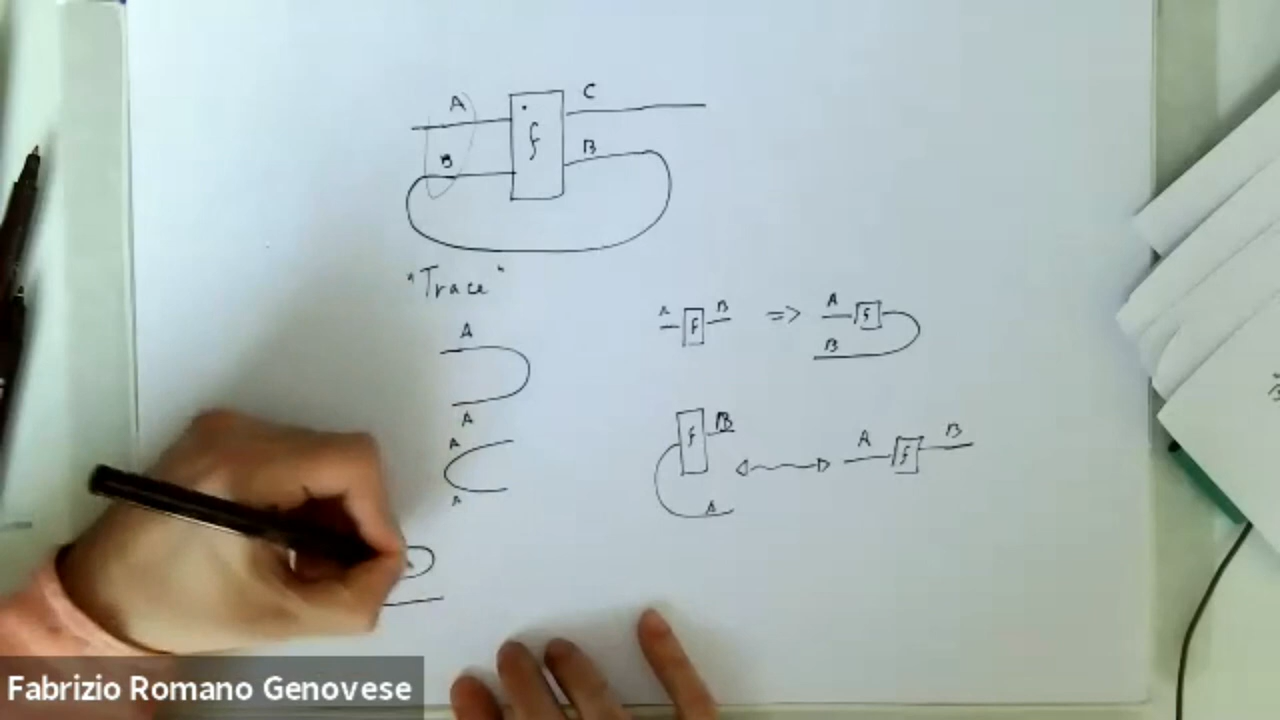 A C
f
B B
"Trace"
A
A
A
A
A f B => A f
B
f B
A
A f B
Fabrizio Romano Genovese